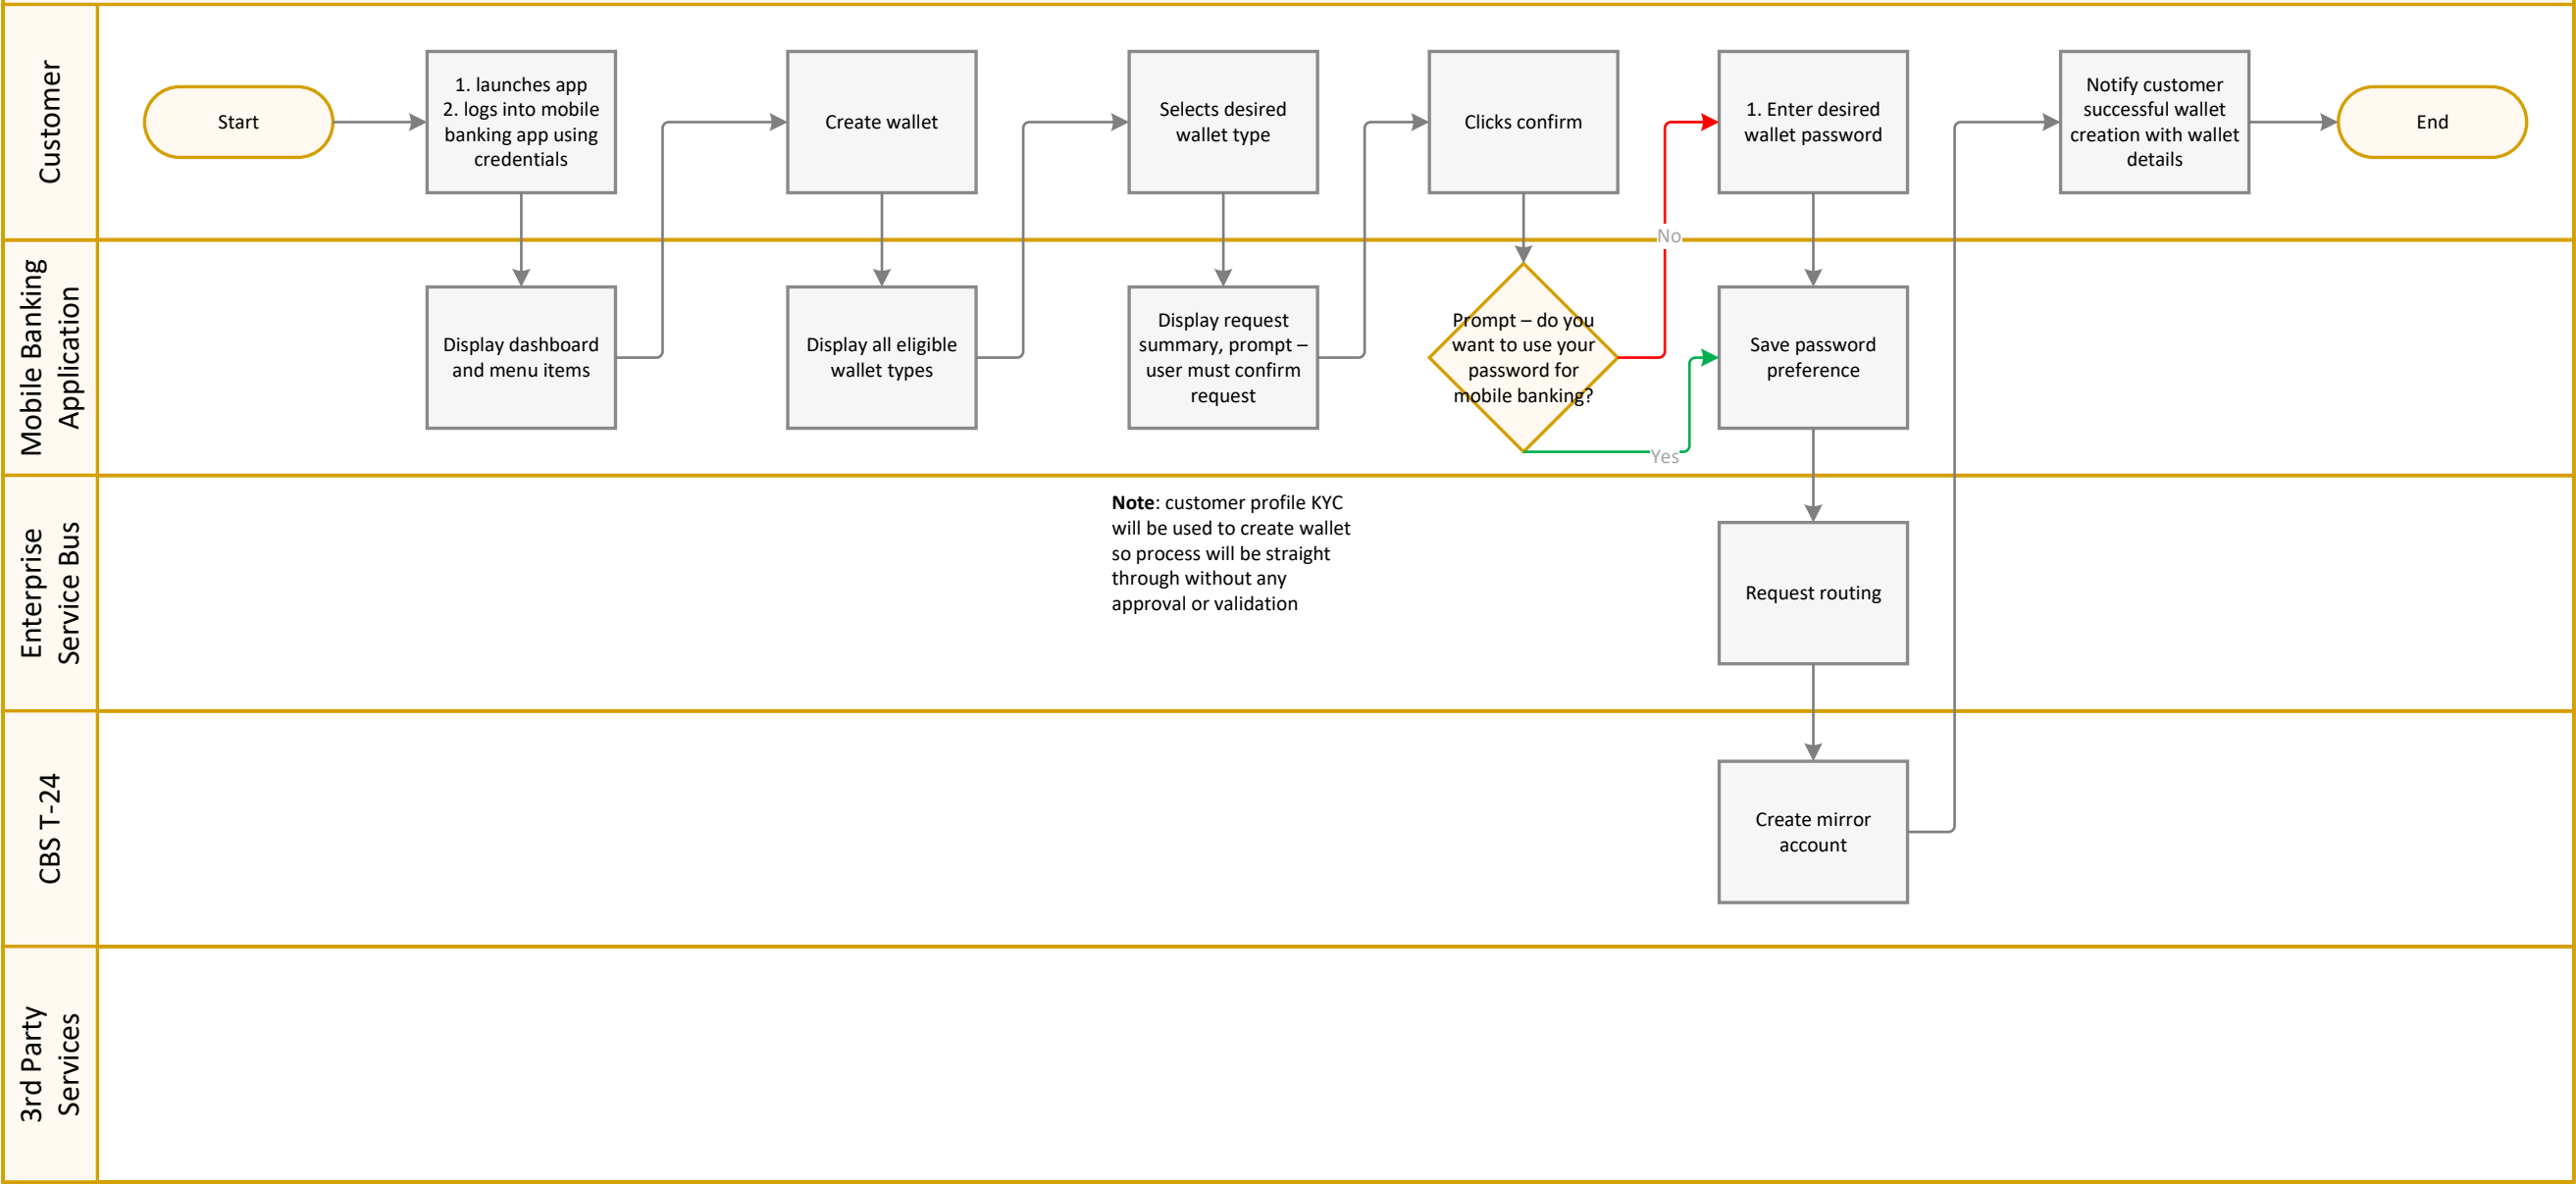 Customer
Start
1. launches app
2. logs into mobile
banking app using
credentials
Create wallet
Selects desired
wallet type
Clicks confirm
1. Enter desired
wallet password
Notify customer
successful wallet
creation with wallet
details
End
No
Mobile Banking
Application
Display dashboard
and menu items
Display all eligible
wallet types
Display request
summary, prompt –
user must confirm
request
Prompt – do you
want to use your
password for
mobile banking?
Save password
preference
Yes
Enterprise
Service Bus
Note: customer profile KYC
will be used to create wallet
so process will be straight
through without any
approval or validation
Request routing
CBS T-24
Create mirror
account
3rd Party
Services